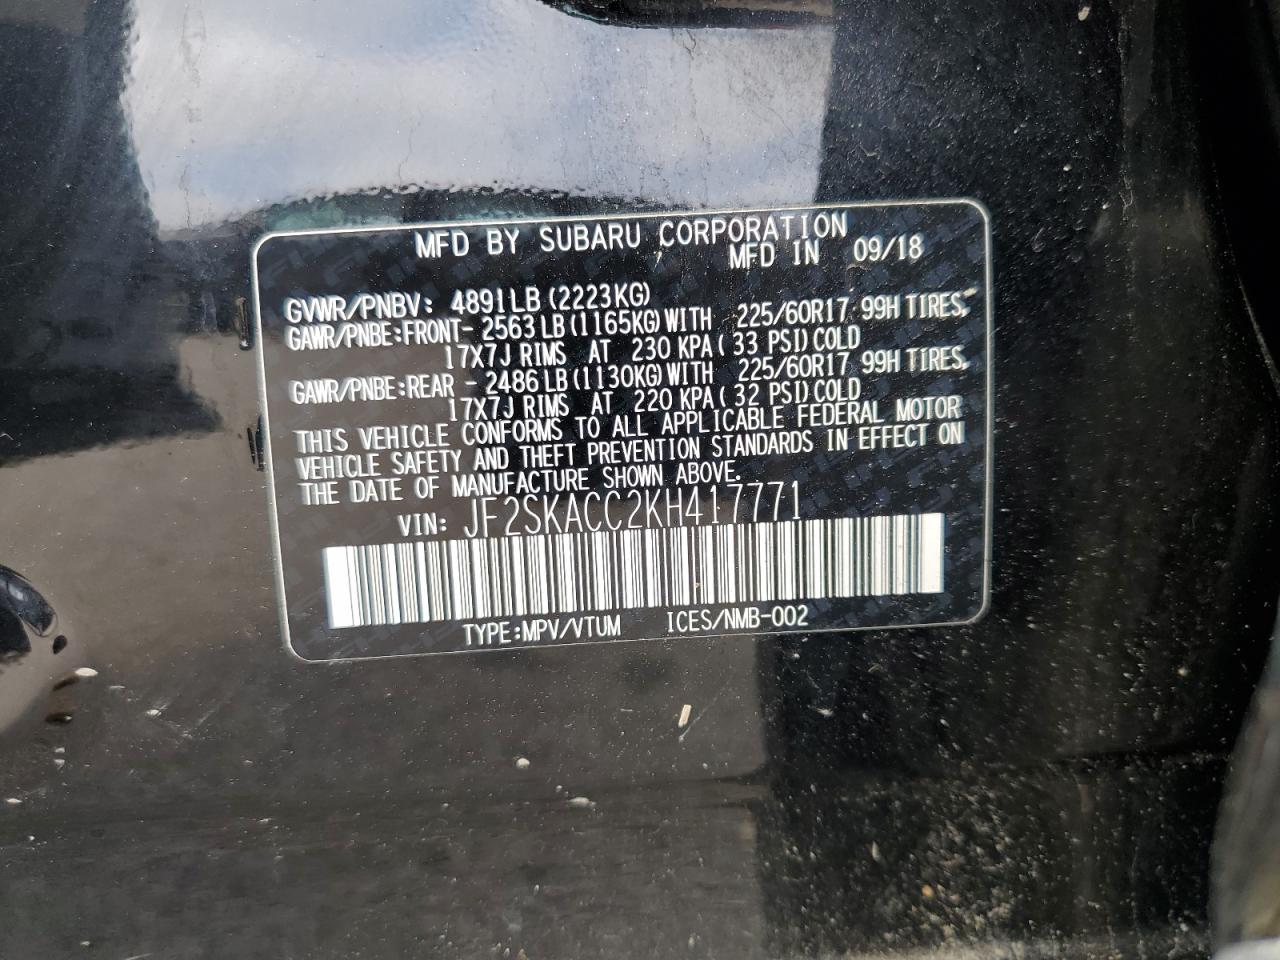 MFD BY SUBARU CORPORATION
MFD IN 09/18
GVWR/PNBV: 4891LB (2223KG)
GAWR/PNBE:FRONT- 2563 LB (1165KG) WITH 225/60R17 99H TIRES,
17X7J RIMS AT 230 KPA ( 33 PSI) COLD
GAWR/PNBE:REAR - 2486 LB (1130KG) WITH 225/60R17 99H TIRES,
17X7J RIMS AT 220 KPA ( 32 PSI) COLD
THIS VEHICLE CONFORMS TO ALL APPLICABLE FEDERAL MOTOR
VEHICLE SAFETY AND THEFT PREVENTION STANDARDS IN EFFECT ON
THE DATE OF MANUFACTURE SHOWN ABOVE.
VIN: JF2SKACC2KH417771
TYPE:MPV/VTUM ICES/NMB-002